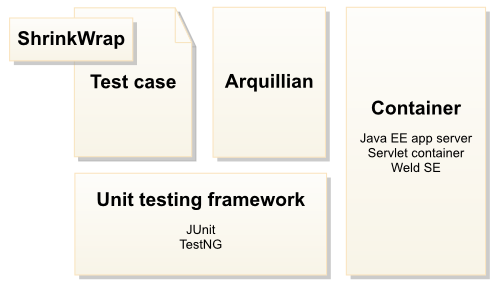 ShrinkWrap
Test case
Arquillian
Container
Java EE app server
Servlet container
Weld SE
Unit testing framework
JUnit
TestNG